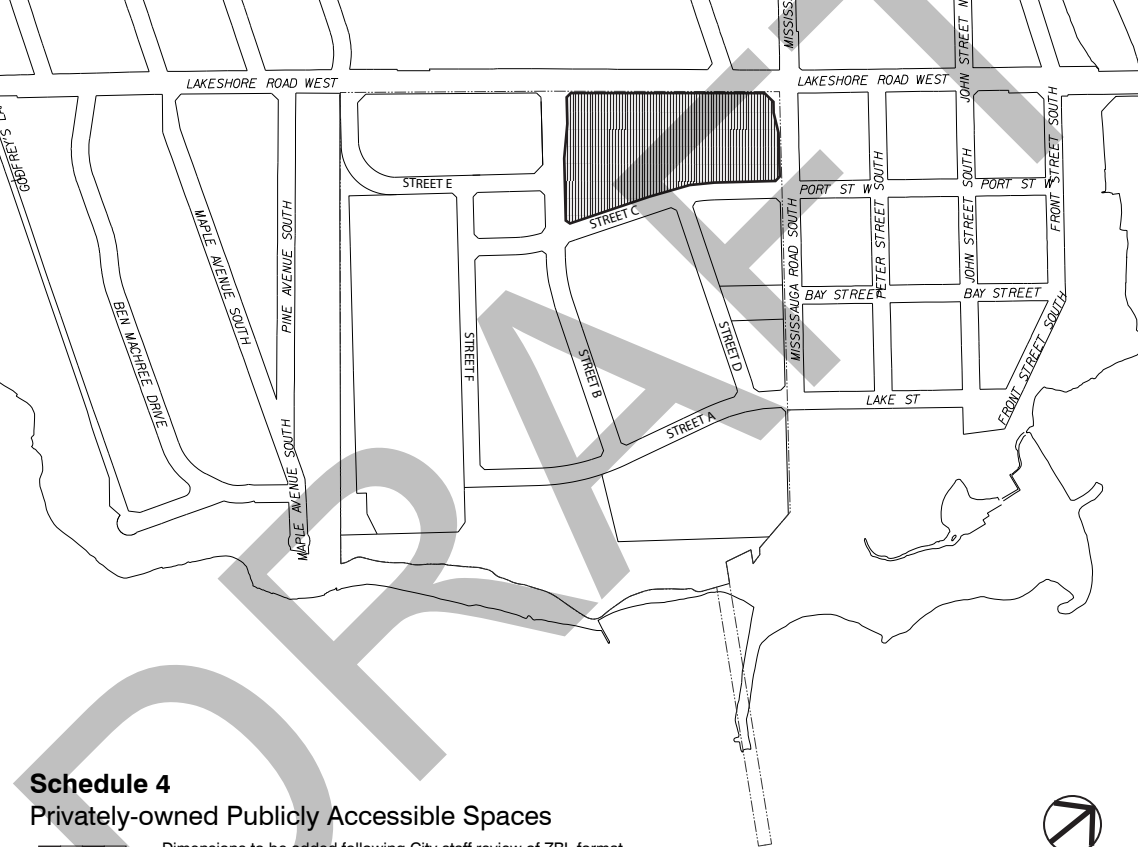 MISSISS
JOHN STREET N
LAKESHORE ROAD WEST
LAKESHORE ROAD WEST
GODFREY'S
MAPLE AVENUE SOUTH
PINE AVENUE SOUTH
BEN MACHREE DRIVE
MAPLE AVENUE SOUTH
STREET E
STREET C
STREET F
STREET B
STREET D
STREET A
MISSISSAUGA ROAD SOUTH
PORT ST W
PETER STREET SOUTH
JOHN STREET SOUTH
PORT ST W
FRONT STREET SOUTH
BAY STREET
BAY STREET
FRONT STREET SOUTH
LAKE ST
DRAFT
Schedule 4
Privately-owned Publicly Accessible Spaces
Dimensions to be added following City staff review of ZBL format